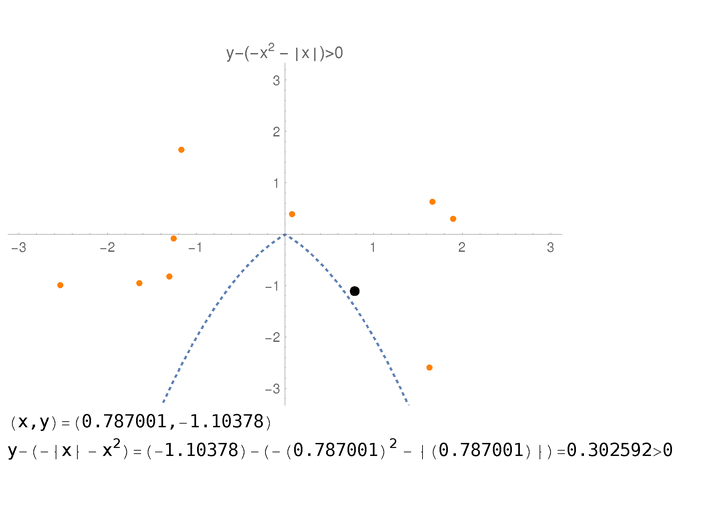 y−(−x² − |x|)>0
3
2
1
−3 −2 −1 1 2 3
−1
−2
−3
(x,y)=(0.787001,−1.10378)
y−(−|x| − x²)=(−1.10378)−(−(0.787001)² − |(0.787001)|)=0.302592>0